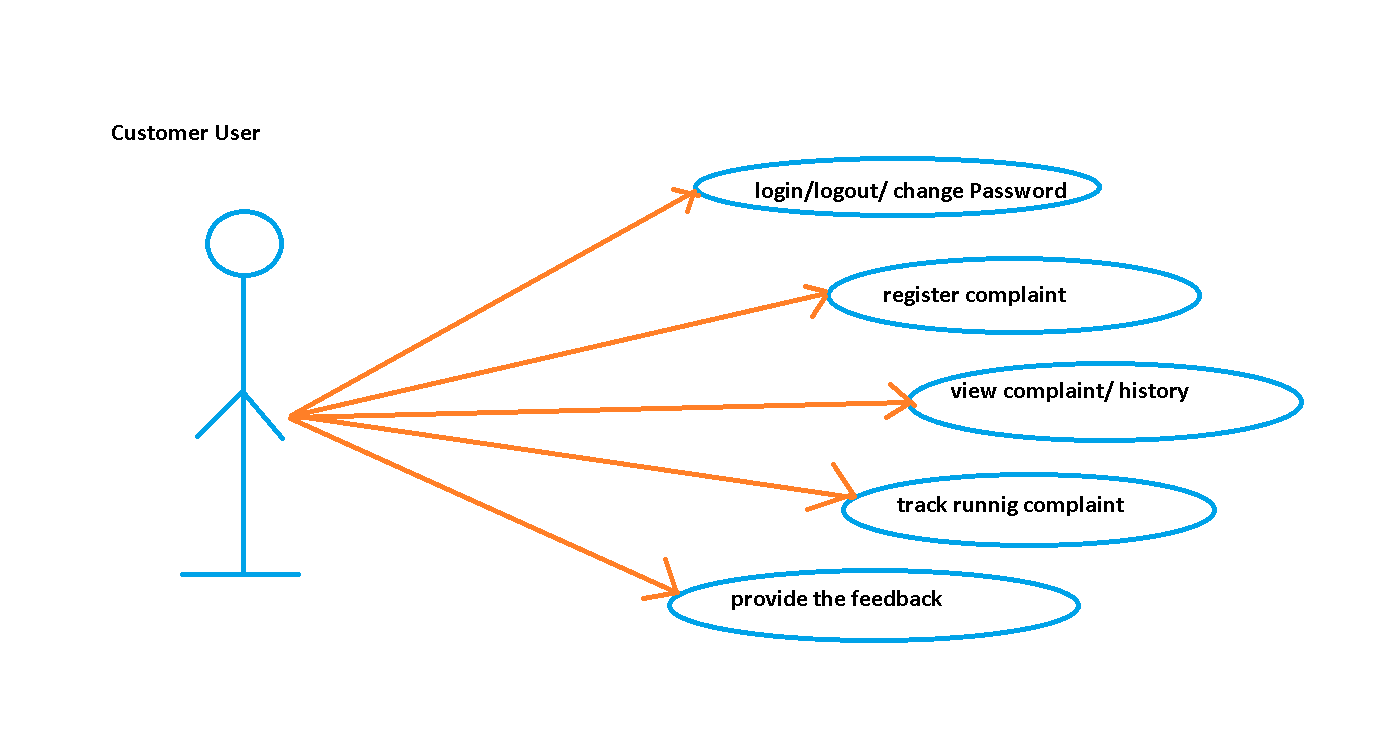 Customer User
login/logout/ change Password
register complaint
view complaint/ history
track runnig complaint
provide the feedback